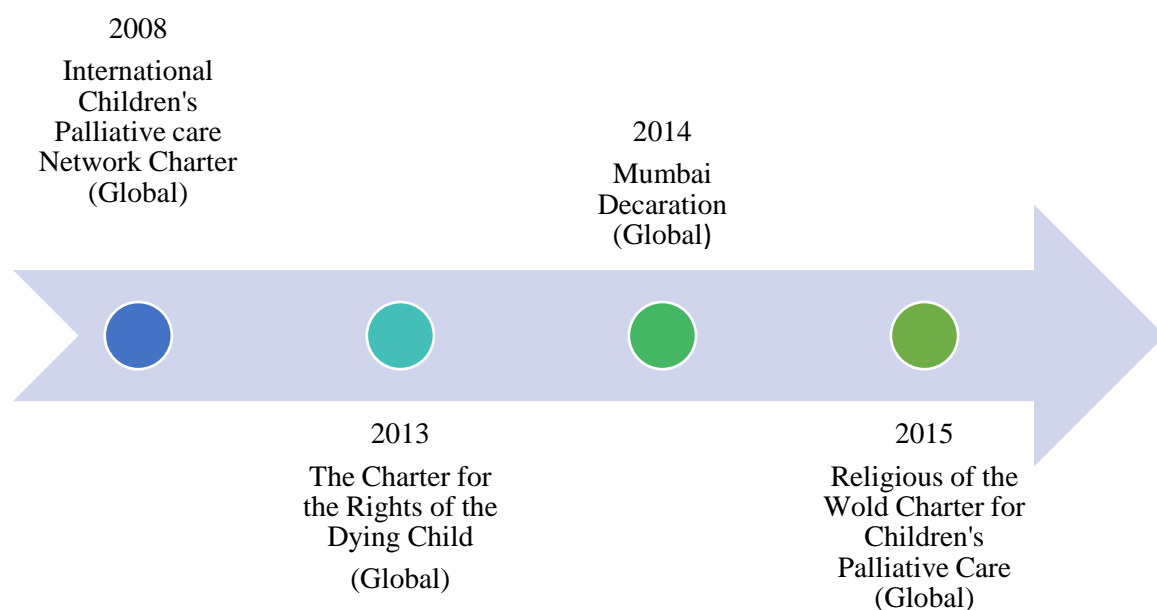 2008
International
Children's
Palliative care
Network Charter
(Global)
2013
The Charter for
the Rights of the
Dying Child
(Global)
2014
Mumbai
Decaration
(Global)
2015
Religious of the
Wold Charter for
Children's
Palliative Care
(Global)